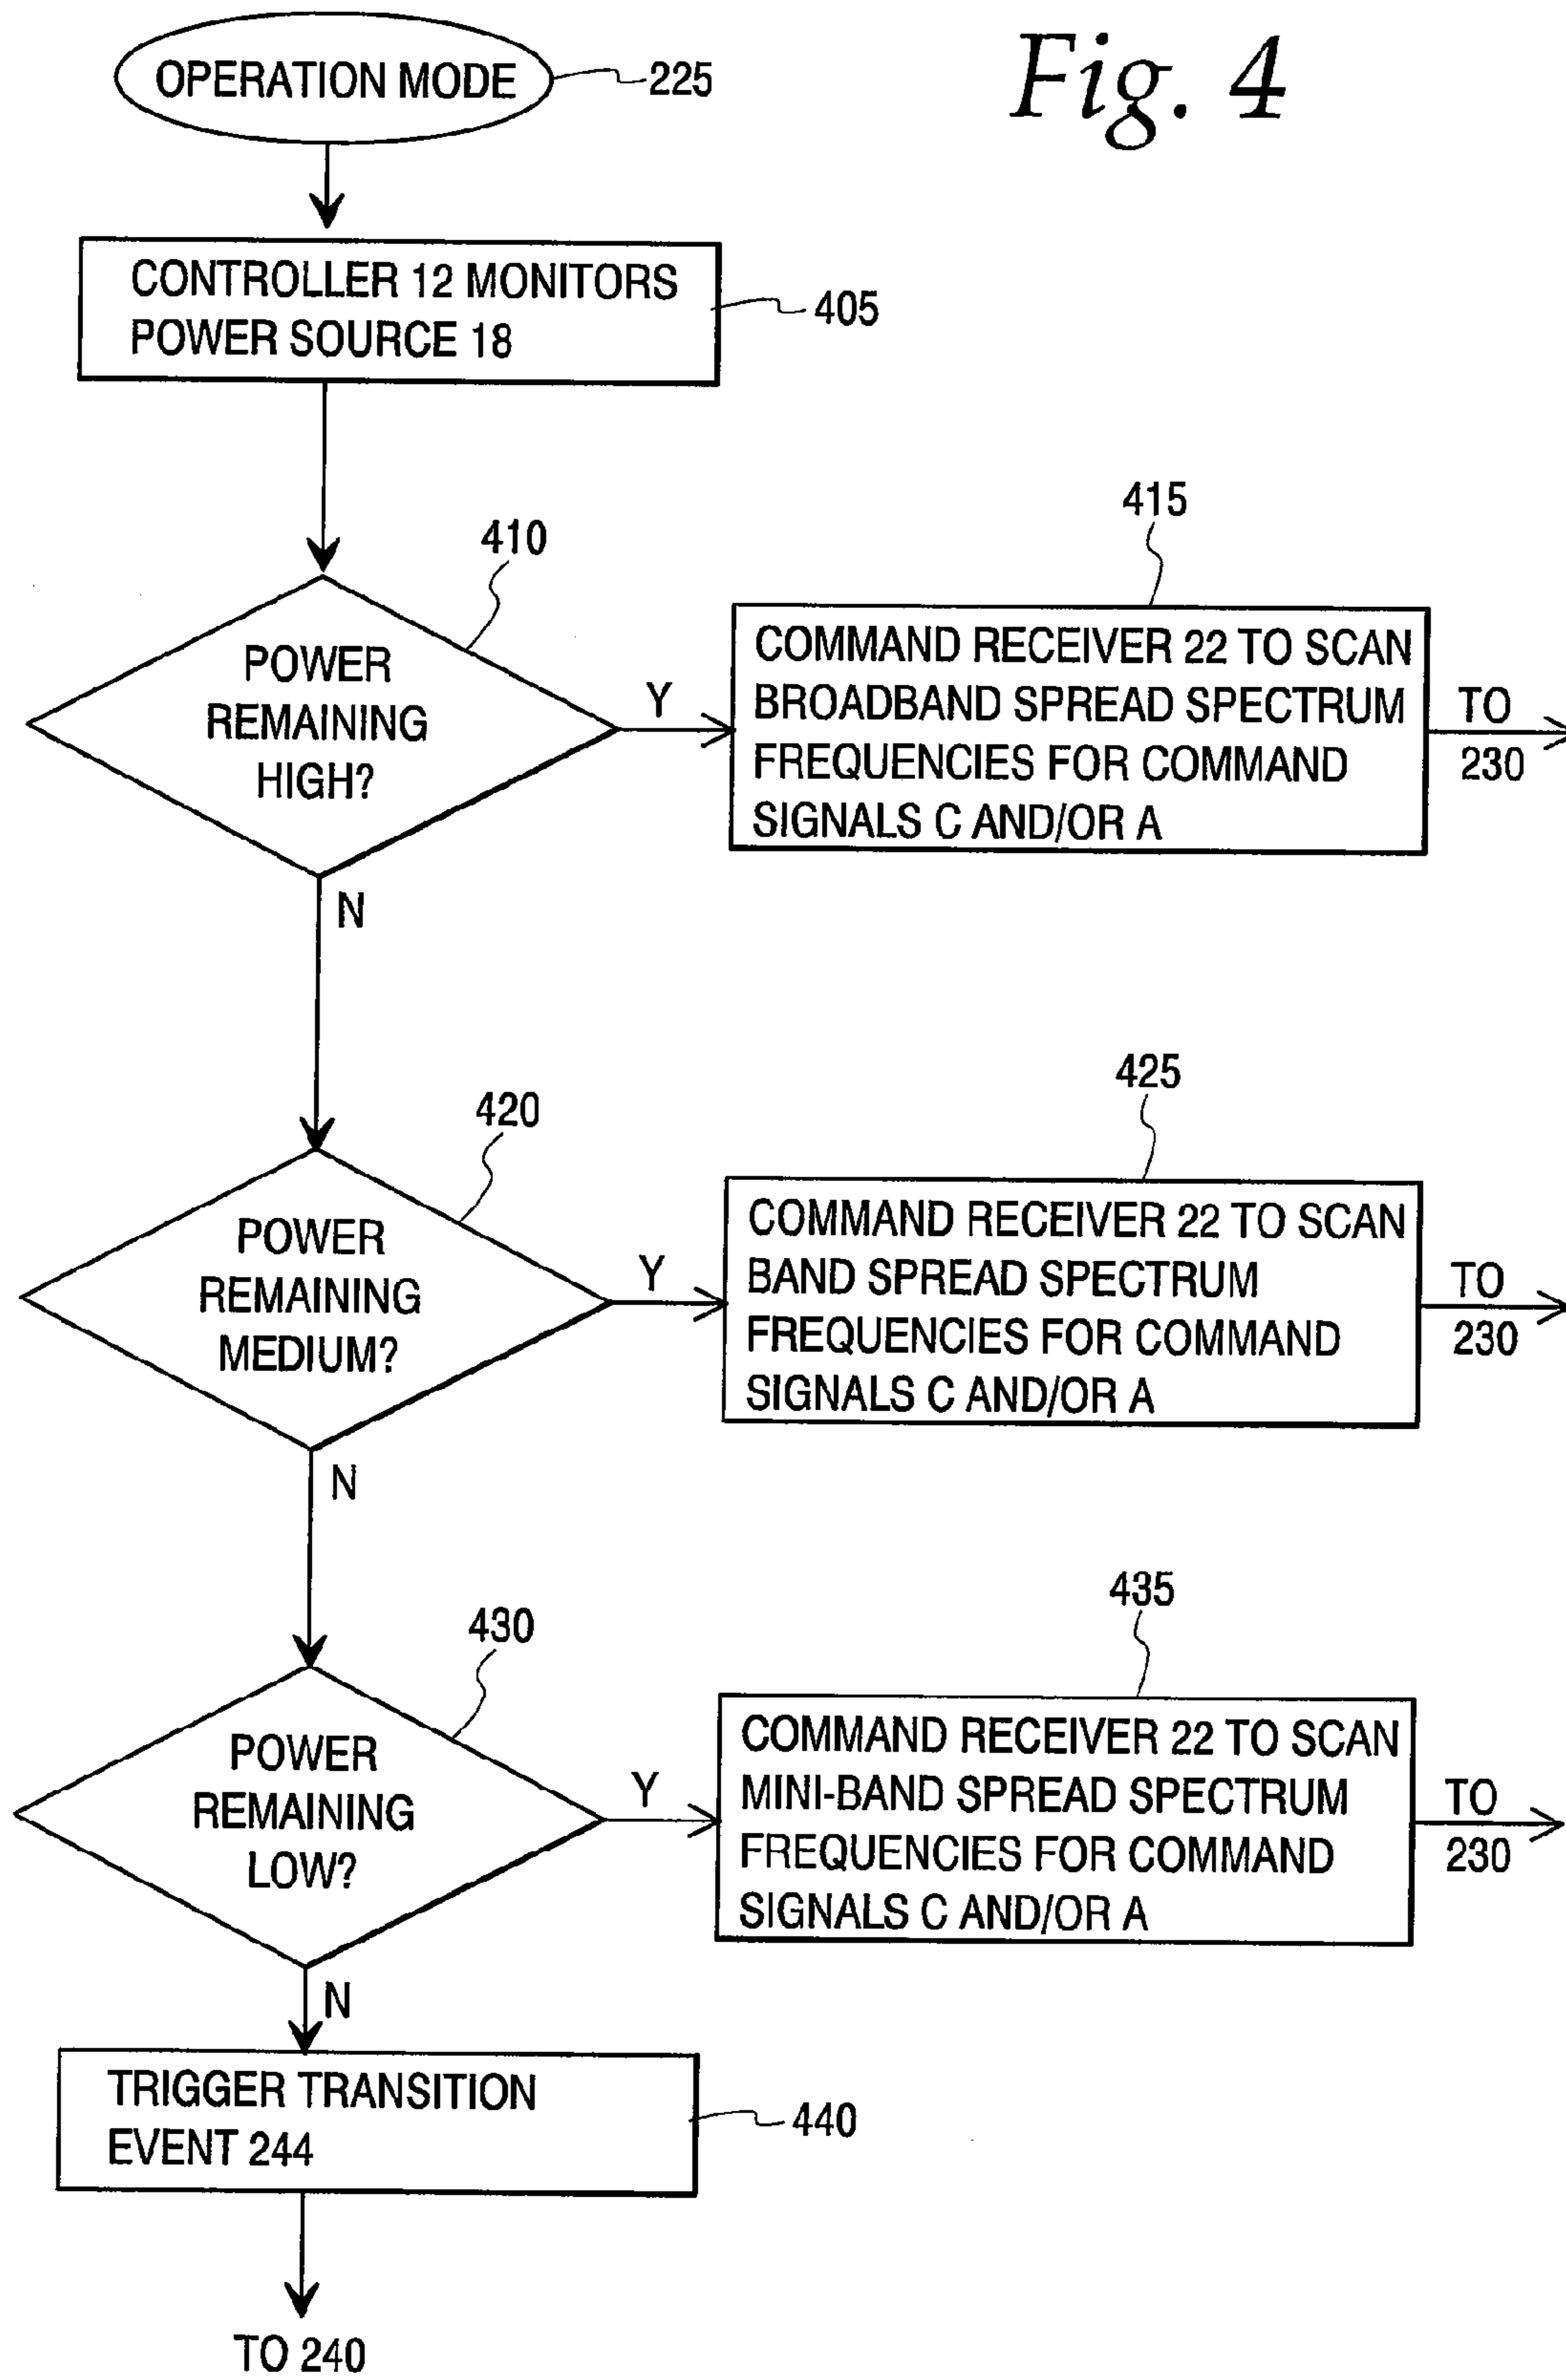 Fig. 4
OPERATION MODE
225
CONTROLLER 12 MONITORS
POWER SOURCE 18
405
410
POWER
REMAINING
HIGH?
Y
N
415
COMMAND RECEIVER 22 TO SCAN
BROADBAND SPREAD SPECTRUM
FREQUENCIES FOR COMMAND
SIGNALS C AND/OR A
TO
230
420
POWER
REMAINING
MEDIUM?
Y
N
425
COMMAND RECEIVER 22 TO SCAN
BAND SPREAD SPECTRUM
FREQUENCIES FOR COMMAND
SIGNALS C AND/OR A
TO
230
430
POWER
REMAINING
LOW?
Y
N
435
COMMAND RECEIVER 22 TO SCAN
MINI-BAND SPREAD SPECTRUM
FREQUENCIES FOR COMMAND
SIGNALS C AND/OR A
TO
230
TRIGGER TRANSITION
EVENT 244
440
TO 240